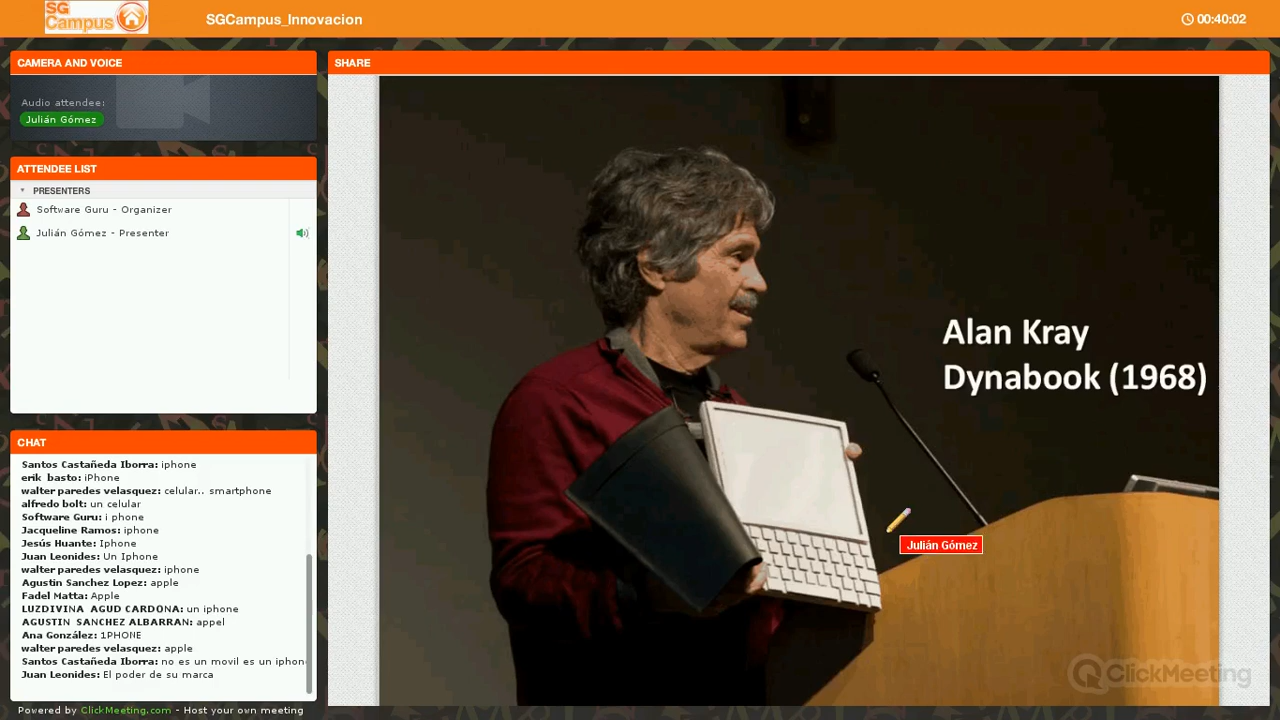 SG
Campus
SGCampus_Innovacion
00:40:02
CAMERA AND VOICE
Audio attendee:
Julián Gómez
ATTENDEE LIST
PRESENTERS
Software Guru - Organizer
Julián Gómez - Presenter
CHAT
Santos Castañeda Iborra: iphone
erik basto: iPhone
walter paredes velasquez: celular.. smartphone
alfredo bolt: un celular
Software Guru: i phone
Jacqueline Ramos: iphone
Jesús Huante: Iphone
Juan Leonides: Un Iphone
walter paredes velasquez: iphone
Agustin Sanchez Lopez: apple
Fadel Matta: Apple
LUZDIVINA AGUD CARDONA: un iphone
AGUSTIN SANCHEZ ALBARRAN: appel
Ana González: 1PHONE
walter paredes velasquez: apple
Santos Castañeda Iborra: no es un movil es un iphon
Juan Leonides: El poder de su marca
Powered by ClickMeeting.com - Host your own meeting
SHARE
Alan Kray
Dynabook (1968)
Julián Gómez
ClickMeeting